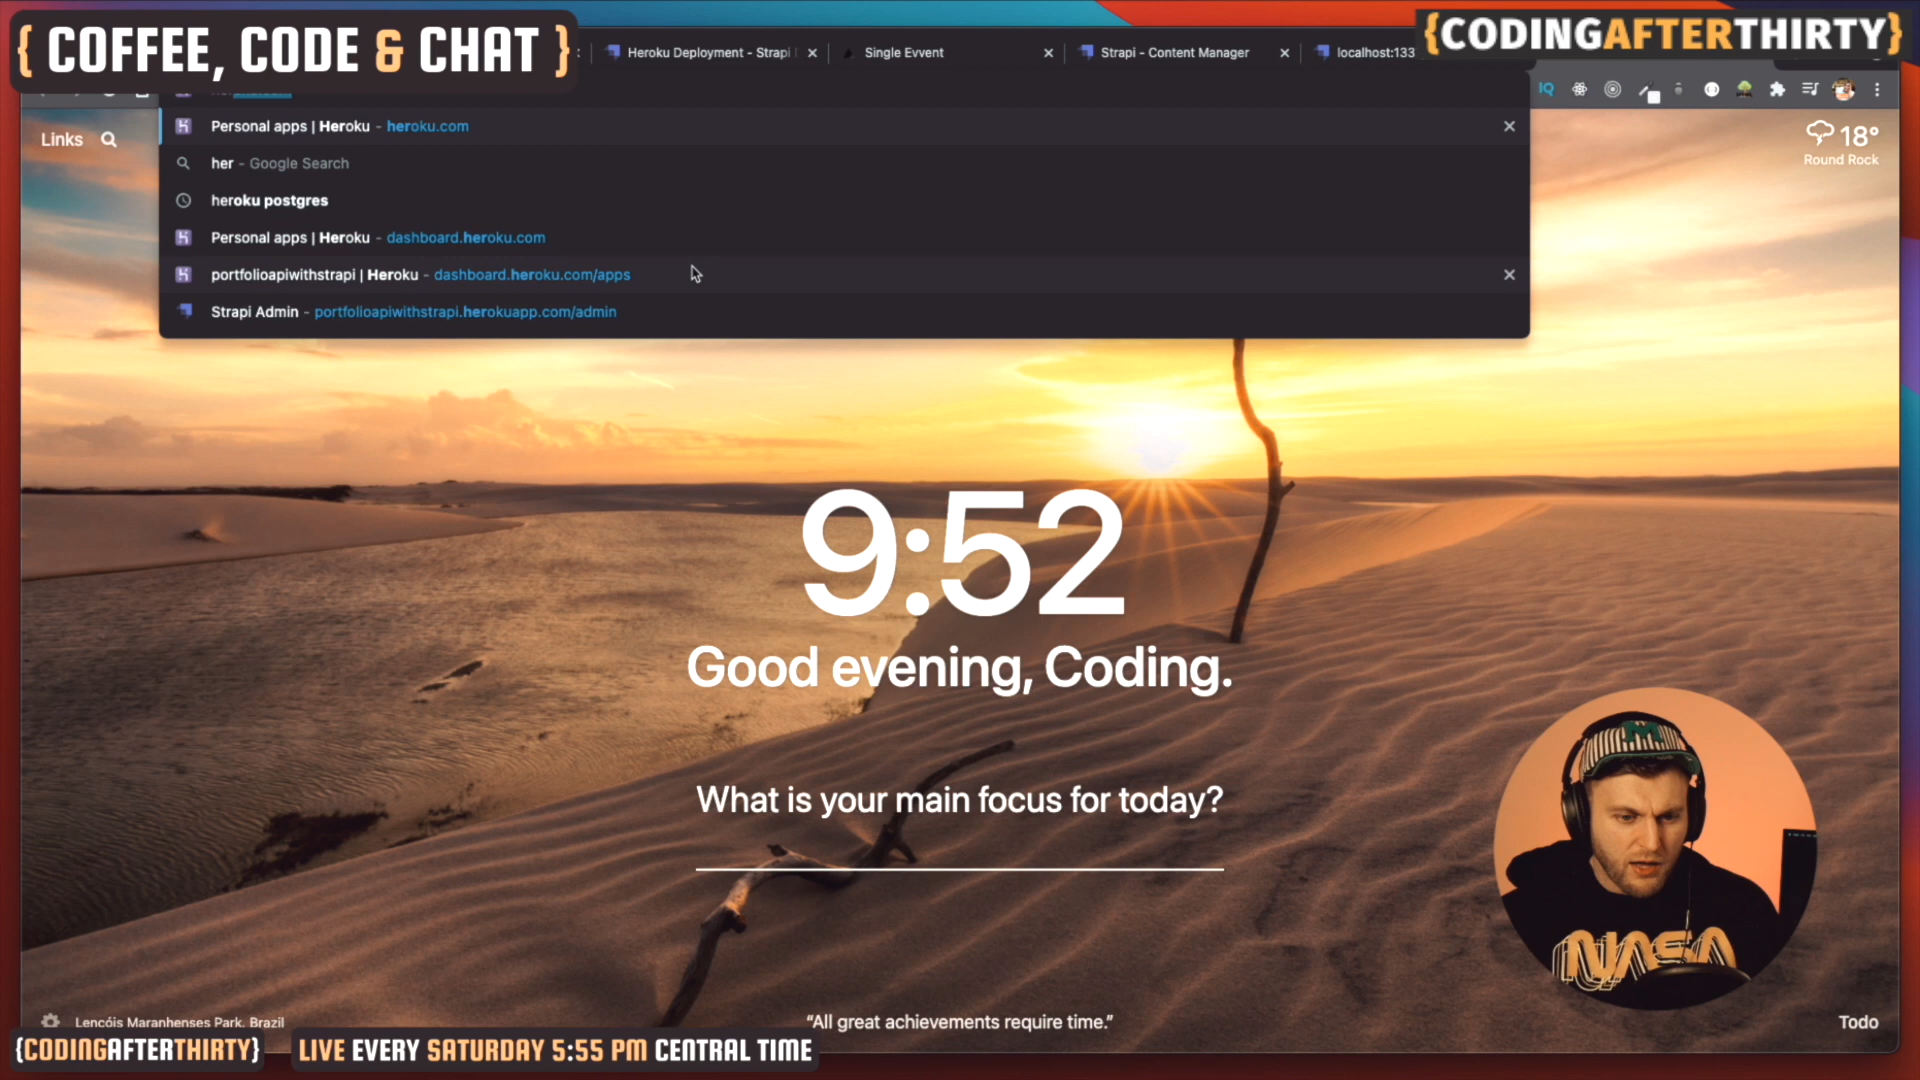 { COFFEE, CODE & CHAT }
Heroku Deployment - Strapi
Single Evvent
Strapi - Content Manager
localhost:133
{CODINGAFTERTHIRTY}
IQ
Links
Personal apps | Heroku - heroku.com
her - Google Search
heroku postgres
Personal apps | Heroku - dashboard.heroku.com
portfolioapiwithstrapi | Heroku - dashboard.heroku.com/apps
Strapi Admin - portfolioapiwithstrapi.herokuapp.com/admin
18°
Round Rock
9:52
Good evening, Coding.
What is your main focus for today?
NASA
Lençóis Maranhenses Park, Brazil
“All great achievements require time.”
Todo
{CODINGAFTERTHIRTY}
LIVE EVERY SATURDAY 5:55 PM CENTRAL TIME